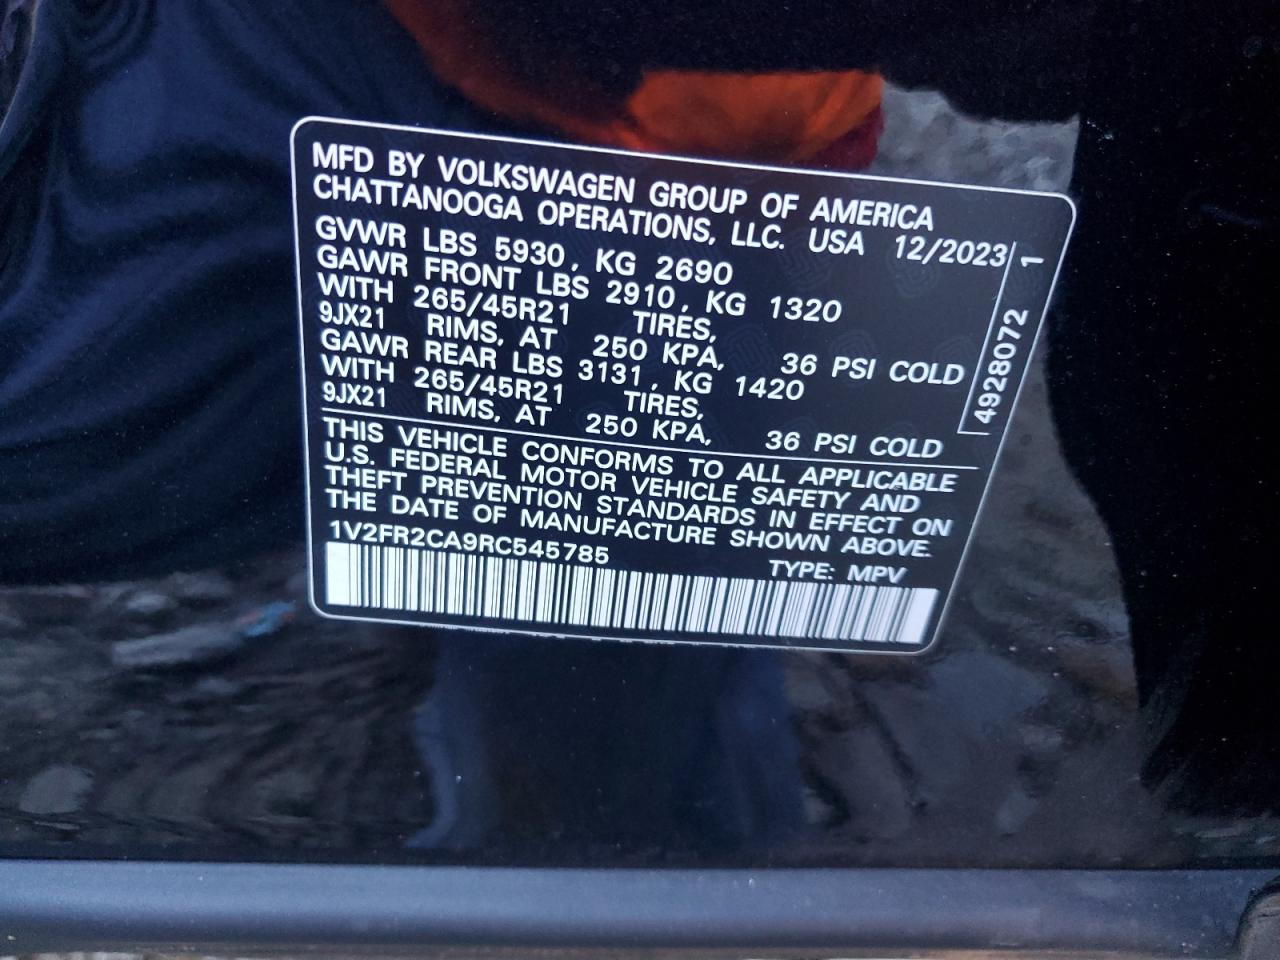 MFD BY VOLKSWAGEN GROUP OF AMERICA
CHATTANOOGA OPERATIONS, LLC. USA 12/2023
GVWR LBS 5930, KG 2690
GAWR FRONT LBS 2910, KG 1320
WITH 265/45R21 TIRES,
9JX21 RIMS, AT 250 KPA, 36 PSI COLD
GAWR REAR LBS 3131, KG 1420
WITH 265/45R21 TIRES,
9JX21 RIMS, AT 250 KPA, 36 PSI COLD
4928072 1
THIS VEHICLE CONFORMS TO ALL APPLICABLE
U.S. FEDERAL MOTOR VEHICLE SAFETY AND
THEFT PREVENTION STANDARDS IN EFFECT ON
THE DATE OF MANUFACTURE SHOWN ABOVE.
1V2FR2CA9RC545785 TYPE: MPV